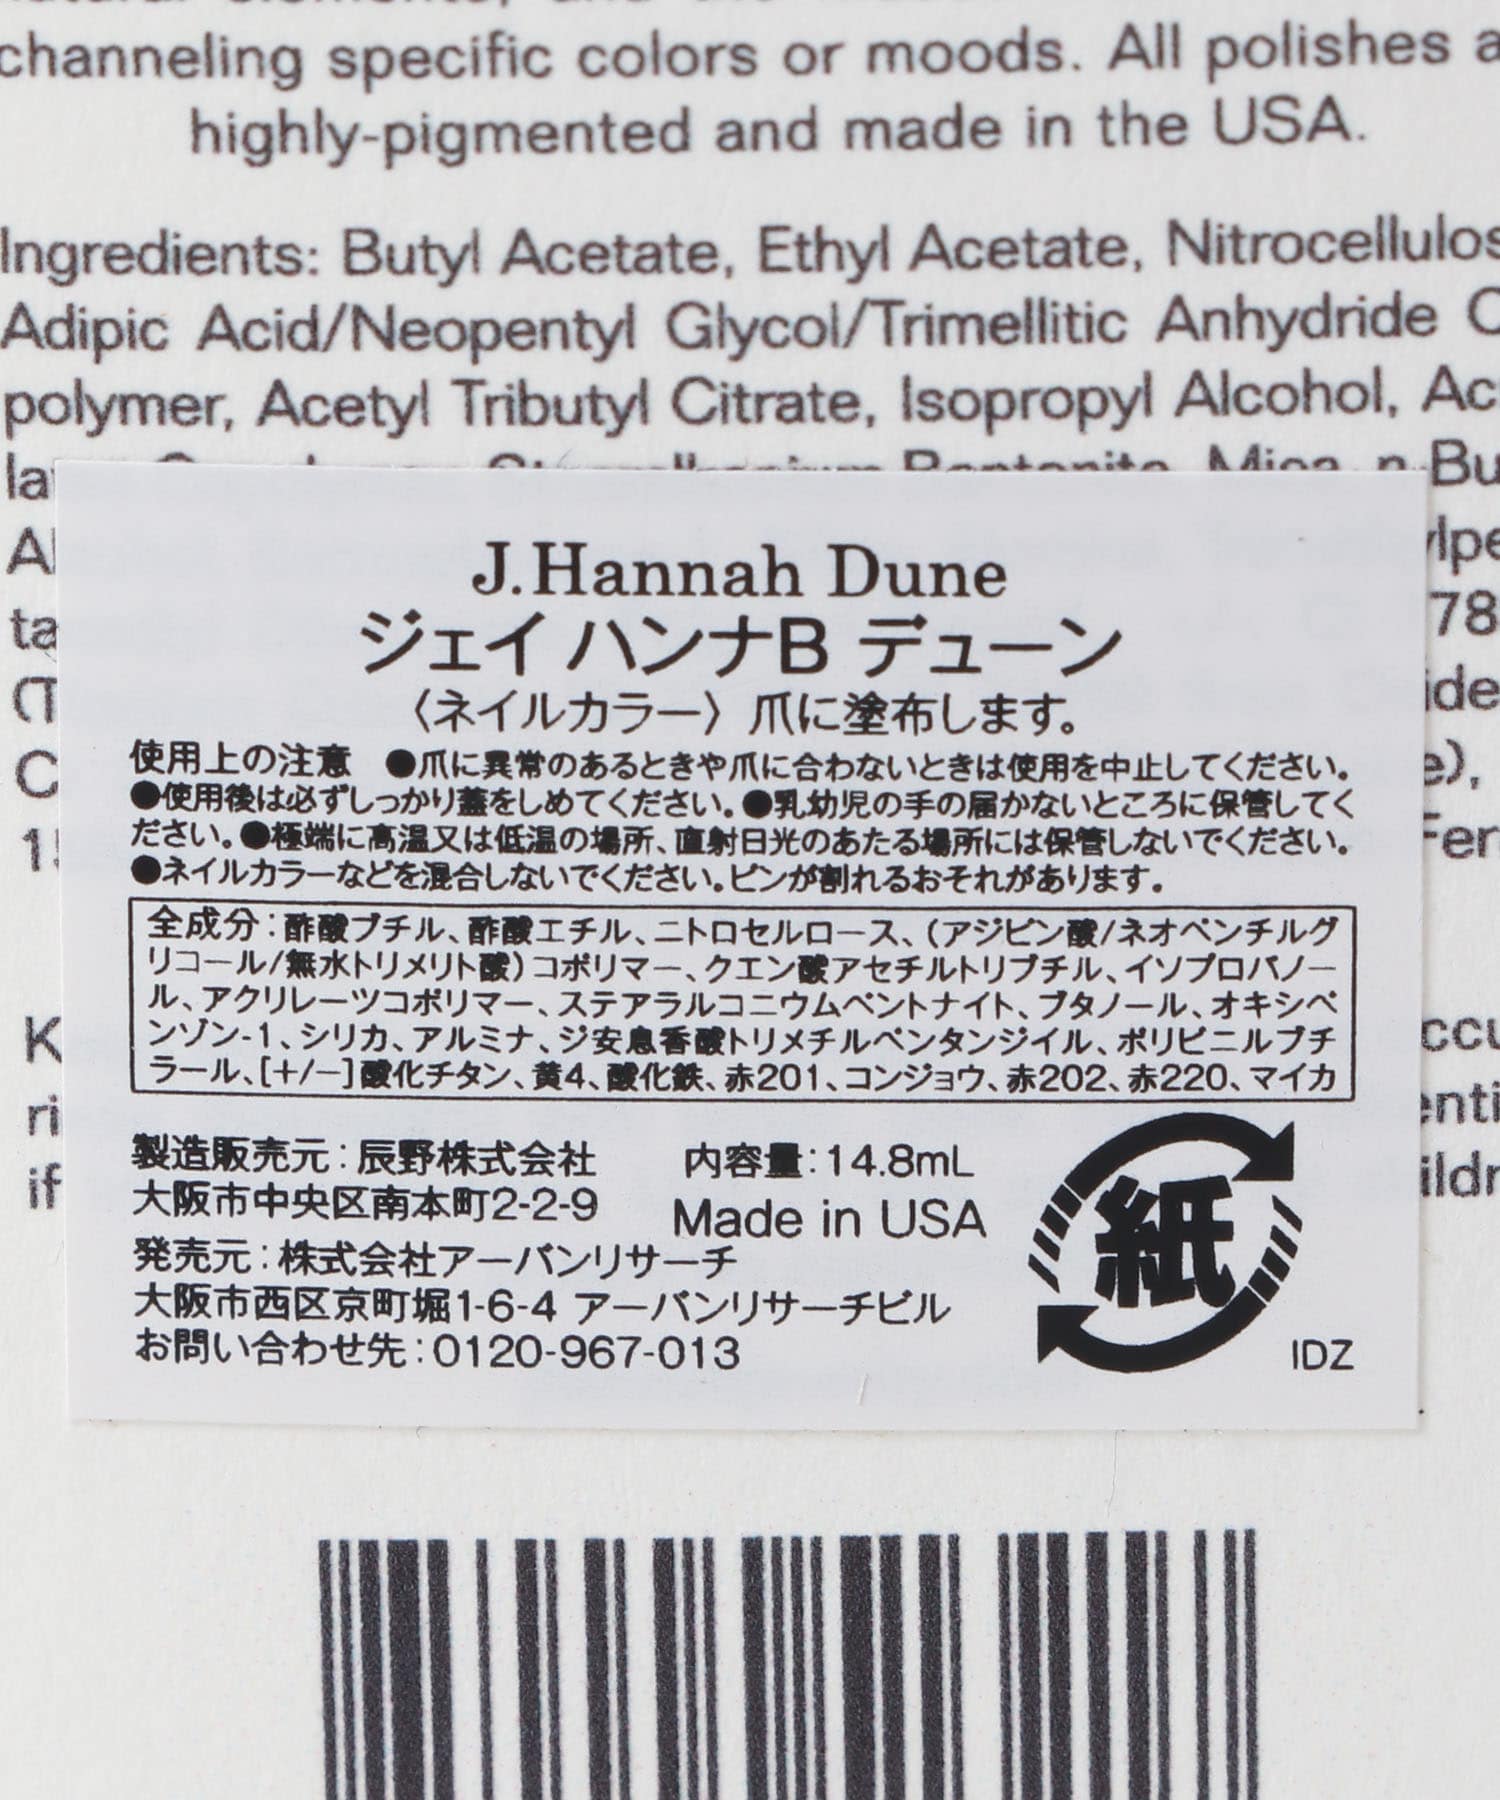 channeling specific colors or moods. All polishes a
highly-pigmented and made in the USA.
Ingredients: Butyl Acetate, Ethyl Acetate, Nitrocellulos
Adipic Acid/Neopentyl Glycol/Trimellitic Anhydride C
polymer, Acetyl Tributyl Citrate, Isopropyl Alcohol, Ac
J.Hannah Dune
ジェイ ハンナB デューン
〈ネイルカラー〉爪に塗布します。
使用上の注意 ●爪に異常のあるときや爪に合わないときは使用を中止してください。
●使用後は必ずしっかり蓋をしめてください。●乳幼児の手の届かないところに保管してく
ださい。●極端に高温又は低温の場所、直射日光のあたる場所には保管しないでください。
●ネイルカラーなどを混合しないでください。ビンが割れるおそれがあります。
全成分：酢酸ブチル、酢酸エチル、ニトロセルロース、（アジピン酸/ネオペンチルグ
リコール/無水トリメリト酸）コポリマー、クエン酸アセチルトリブチル、イソプロパノー
ル、アクリレーツコポリマー、ステアラルコニウムベントナイト、ブタノール、オキシベ
ンゾン-1、シリカ、アルミナ、ジ安息香酸トリメチルペンタンジイル、ポリビニルブチ
ラール、[+/−]酸化チタン、黄4、酸化鉄、赤201、コンジョウ、赤202、赤220、マイカ
製造販売元：辰野株式会社 内容量：14.8mL
大阪市中央区南本町2-2-9 Made in USA
発売元：株式会社アーバンリサーチ
大阪市西区京町堀1-6-4 アーバンリサーチビル
お問い合わせ先：0120-967-013
紙
IDZ